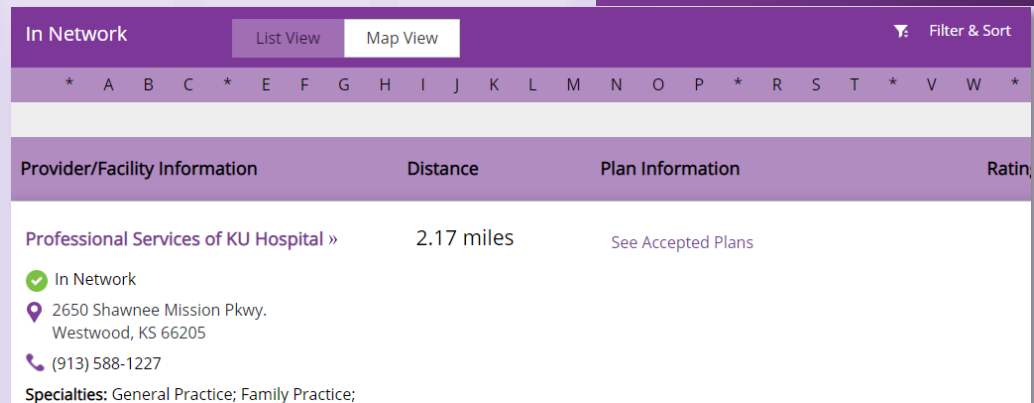 In Network List View Map View Filter & Sort
* A B C * E F G H I J K L M N O P * R S T * V W *
Provider/Facility Information Distance Plan Information Rating
Professional Services of KU Hospital » 2.17 miles See Accepted Plans
In Network
2650 Shawnee Mission Pkwy.
Westwood, KS 66205
(913) 588-1227
Specialties: General Practice; Family Practice;